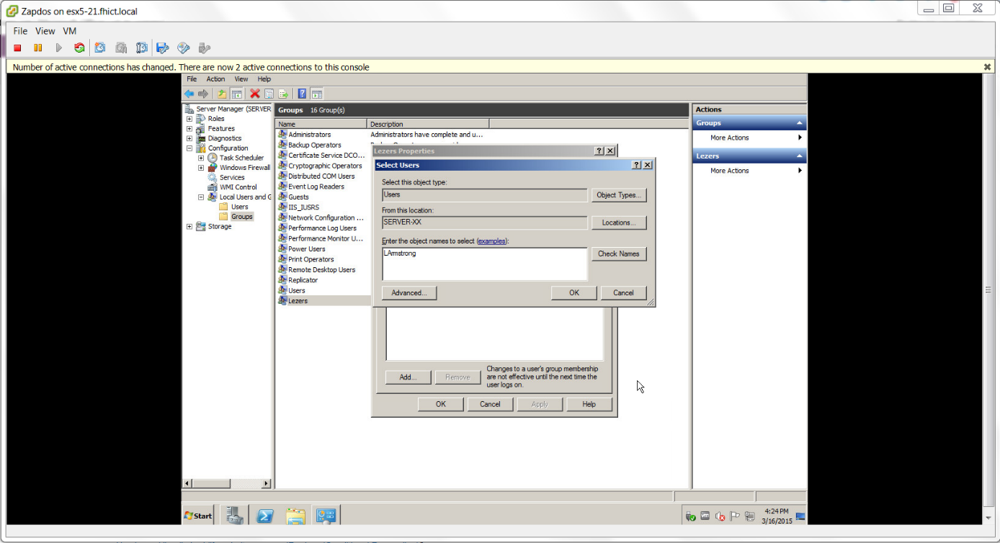 Zapdos on esx5-21.fhict.local
File View VM
Number of active connections has changed. There are now 2 active connections to this console
File Action View Help
Server Manager (SERVER
Roles
Features
Diagnostics
Configuration
Task Scheduler
Windows Firewall
Services
WMI Control
Local Users and G
Users
Groups
Storage
Groups 16 Group(s)
Name Description
Administrators Administrators have complete and u...
Backup Operators
Certificate Service DCO...
Cryptographic Operators
Distributed COM Users
Event Log Readers
Guests
IIS_IUSRS
Network Configuration ...
Performance Log Users
Performance Monitor U...
Power Users
Print Operators
Remote Desktop Users
Replicator
Users
Lezers
Lezers Properties
Select Users
Select this object type:
Users Object Types...
From this location:
SERVER-XX Locations...
Enter the object names to select (examples):
LArmstrong Check Names
Advanced... OK Cancel
Add... Remove
Changes to a user's group membership
are not effective until the next time the
user logs on.
OK Cancel Apply Help
Actions
Groups
More Actions
Lezers
More Actions
Start
4:24 PM
3/16/2015